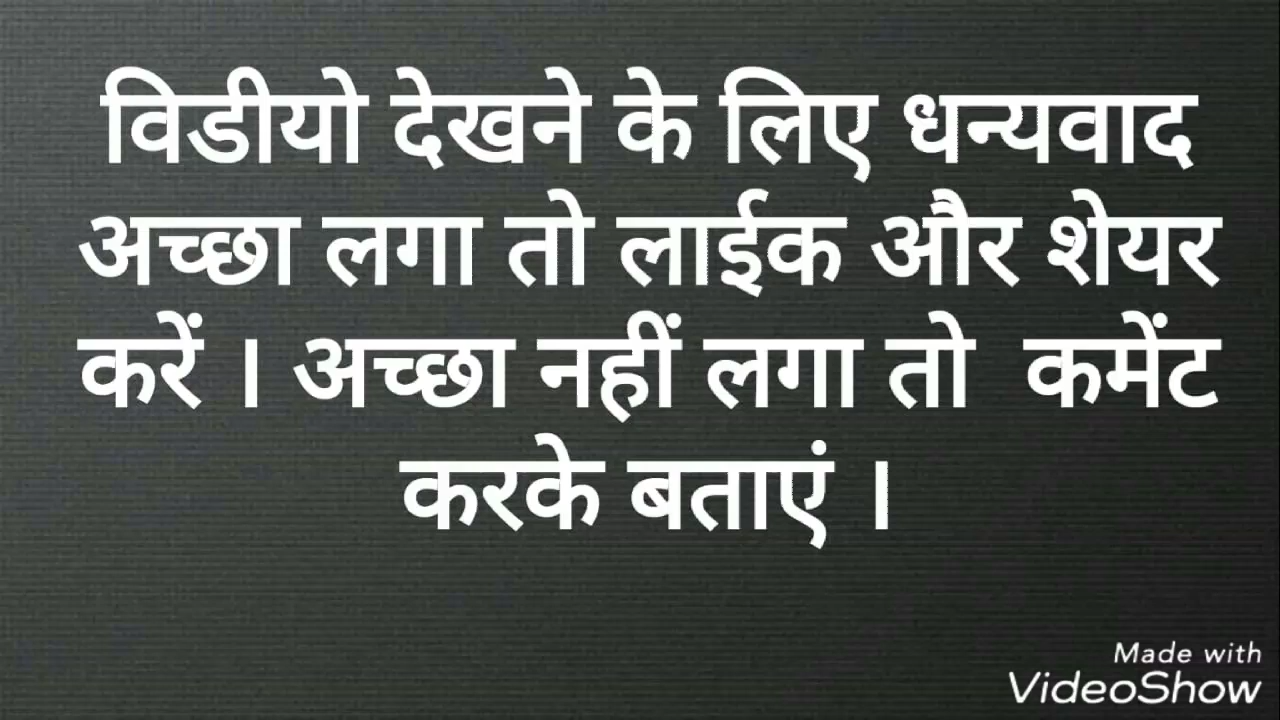 विडीयो देखने के लिए धन्यवाद
अच्छा लगा तो लाईक और शेयर
करें । अच्छा नहीं लगा तो कमेंट
करके बताएं ।
Made with
VideoShow